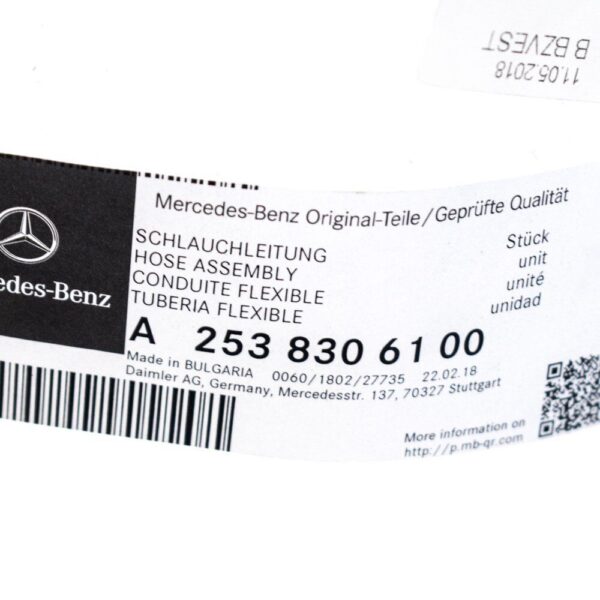 11.05.2018
B BZVEST
Mercedes-Benz Original-Teile/Geprüfte Qualität
SCHLAUCHLEITUNG
HOSE ASSEMBLY
CONDUITE FLEXIBLE
TUBERIA FLEXIBLE
Stück
unit
unité
unidad
edes-Benz
A 253 830 61 00
Made in BULGARIA 0060/1802/27735 22.02.18
Daimler AG, Germany, Mercedesstr. 137, 70327 Stuttgart
More information on
http://p.mb-qr.com